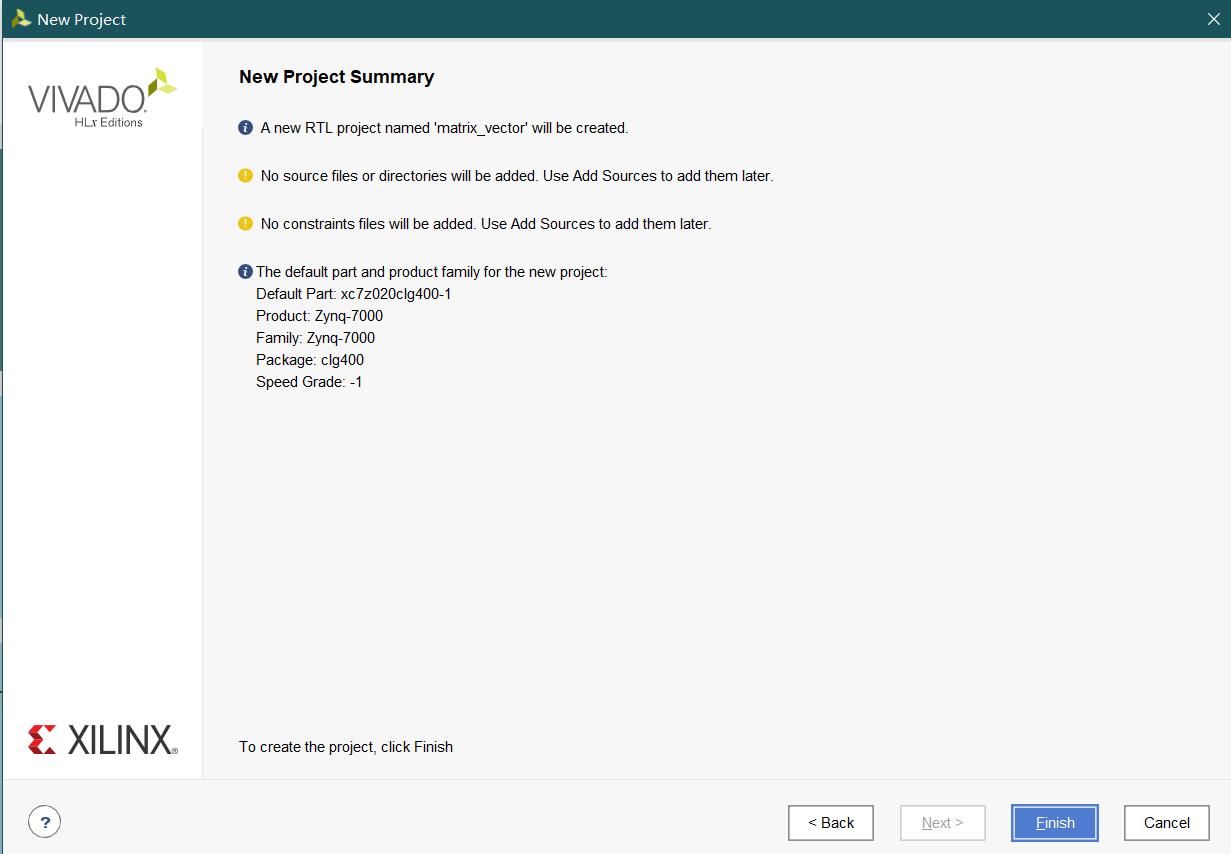 New Project
VIVADO.
HLx Editions
New Project Summary
A new RTL project named 'matrix_vector' will be created.
No source files or directories will be added. Use Add Sources to add them later.
No constraints files will be added. Use Add Sources to add them later.
The default part and product family for the new project:
Default Part: xc7z020clg400-1
Product: Zynq-7000
Family: Zynq-7000
Package: clg400
Speed Grade: -1
XILINX®
To create the project, click Finish
?
< Back
Next >
Finish
Cancel